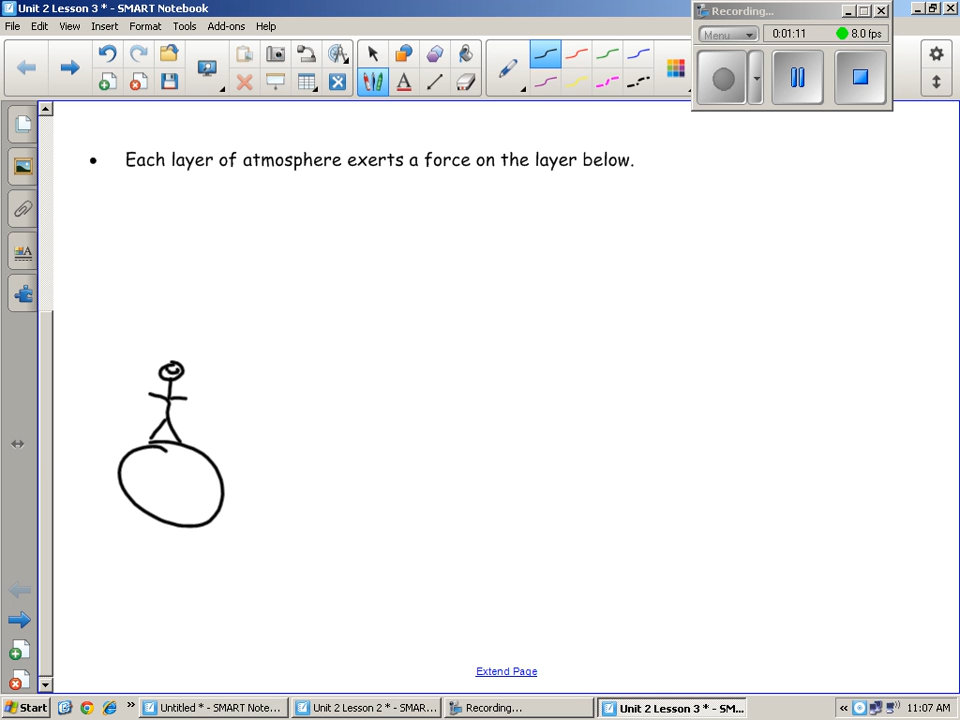 Unit 2 Lesson 3 * - SMART Notebook
Recording...
File Edit View Insert Format Tools Add-ons Help
Menu 0:01:11 8.0 fps
• Each layer of atmosphere exerts a force on the layer below.
Extend Page
Start » Untitled * - SMART Note... Unit 2 Lesson 2 * - SMAR... Recording... Unit 2 Lesson 3 * - SM... « 11:07 AM